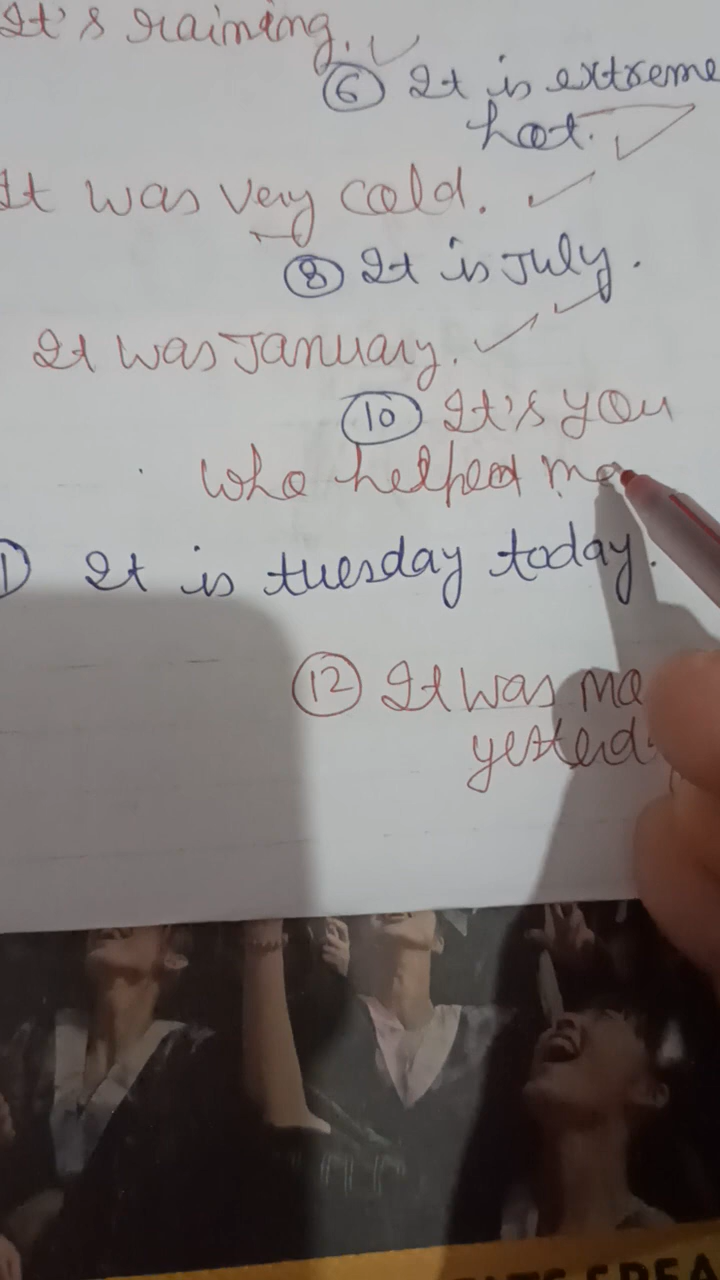 It's raining.
6 It is extreme
hot.
It was very cold.
8 It is July.
It was January.
10 It's you
who helped me
It is tuesday today.
12 It was